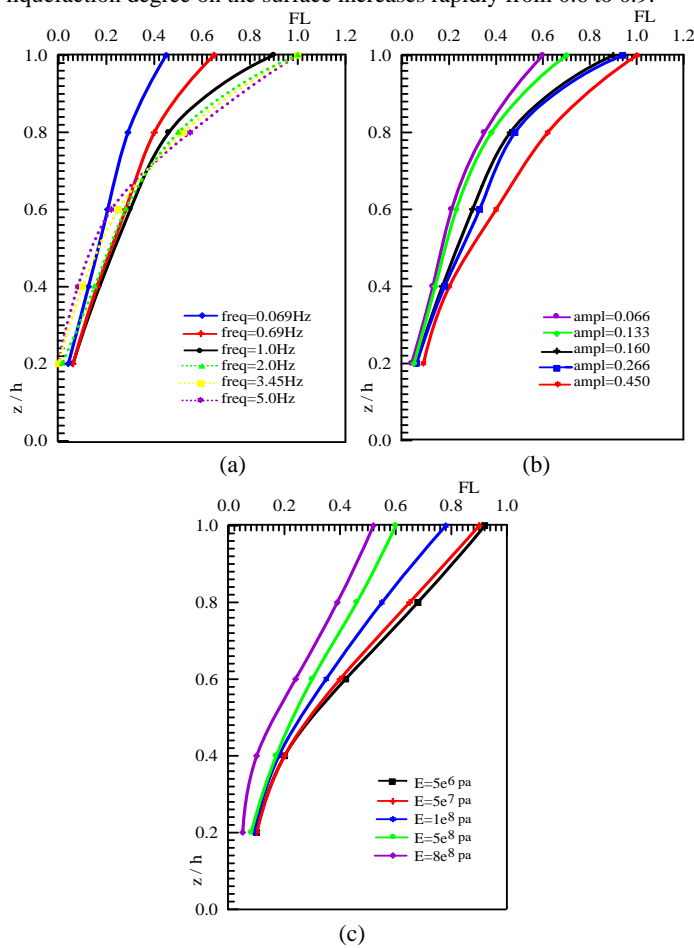 liquefaction degree on the surface increases rapidly from 0.6 to 0.9.
FL
0.0 0.2 0.4 0.6 0.8 1.0 1.2
1.0
0.8
0.6
0.4
0.2
0.0
z / h
freq=0.069Hz
freq=0.69Hz
freq=1.0Hz
freq=2.0Hz
freq=3.45Hz
freq=5.0Hz
(a)
FL
0.0 0.2 0.4 0.6 0.8 1.0 1.2
1.0
0.8
0.6
0.4
0.2
0.0
z / h
ampl=0.066
ampl=0.133
ampl=0.160
ampl=0.266
ampl=0.450
(b)
FL
0.0 0.2 0.4 0.6 0.8 1.0
1.0
0.8
0.6
0.4
0.2
0.0
z / h
E=5e⁶ pa
E=5e⁷ pa
E=1e⁸ pa
E=5e⁸ pa
E=8e⁸ pa
(c)